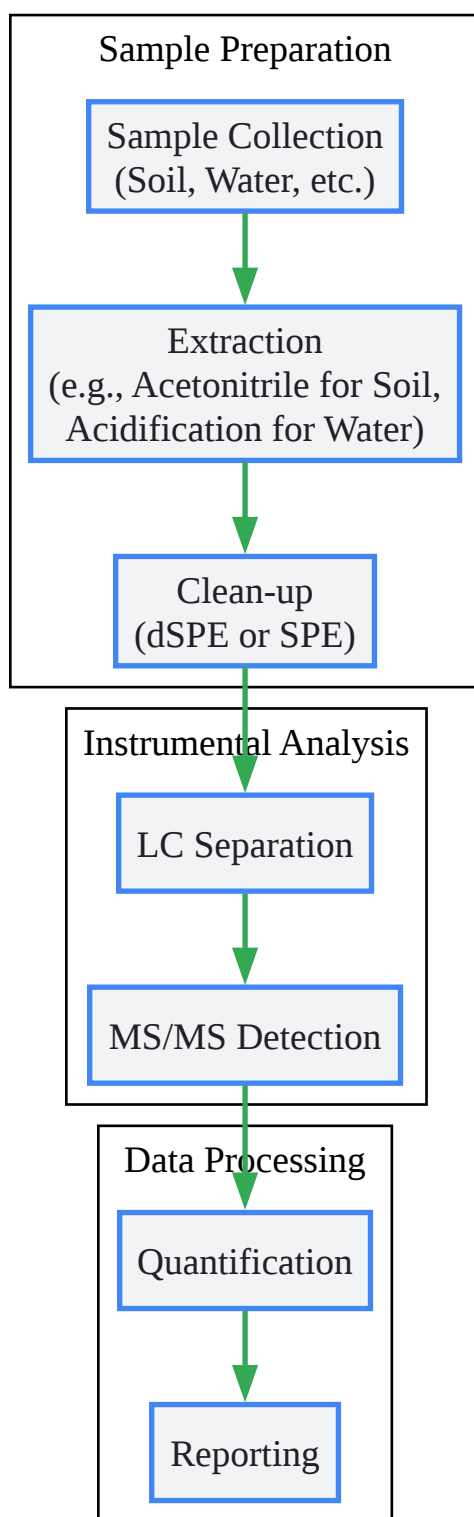 Sample Preparation
Sample Collection
(Soil, Water, etc.)
Extraction
(e.g., Acetonitrile for Soil,
Acidification for Water)
Clean-up
(dSPE or SPE)
Instrumental Analysis
LC Separation
MS/MS Detection
Data Processing
Quantification
Reporting